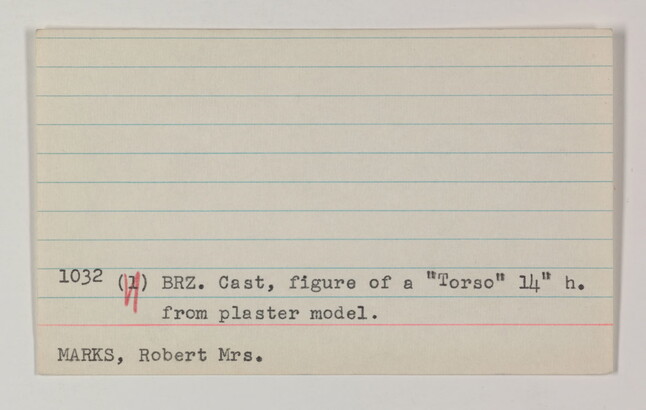 1032 (1) BRZ. Cast, figure of a "Torso" 14" h.
from plaster model.
MARKS, Robert Mrs.